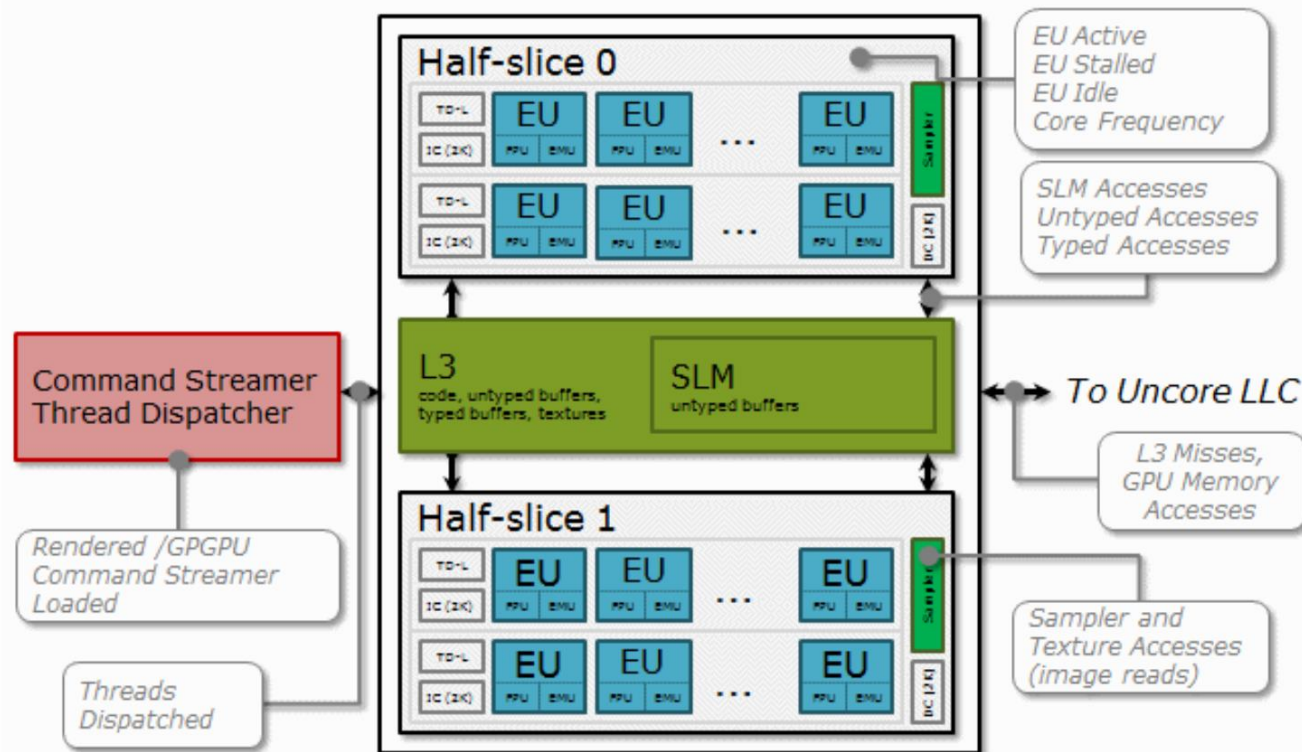 Half-slice 0
TD-L
EU
EU
EU
FPU
EMU
FPU
EMU
FPU
EMU
IC (2K)
...
Sampler
TD-L
EU
EU
EU
FPU
EMU
FPU
EMU
FPU
EMU
IC (2K)
...
DC (2K)
EU Active
EU Stalled
EU Idle
Core Frequency
SLM Accesses
Untyped Accesses
Typed Accesses
Command Streamer
Thread Dispatcher
L3
code, untyped buffers,
typed buffers, textures
SLM
untyped buffers
To Uncore LLC
L3 Misses,
GPU Memory
Accesses
Rendered /GPGPU
Command Streamer
Loaded
Threads
Dispatched
Half-slice 1
TD-L
EU
EU
EU
FPU
EMU
FPU
EMU
FPU
EMU
IC (2K)
...
Sampler
TD-L
EU
EU
EU
FPU
EMU
FPU
EMU
FPU
EMU
IC (2K)
...
DC (2K)
Sampler and
Texture Accesses
(image reads)